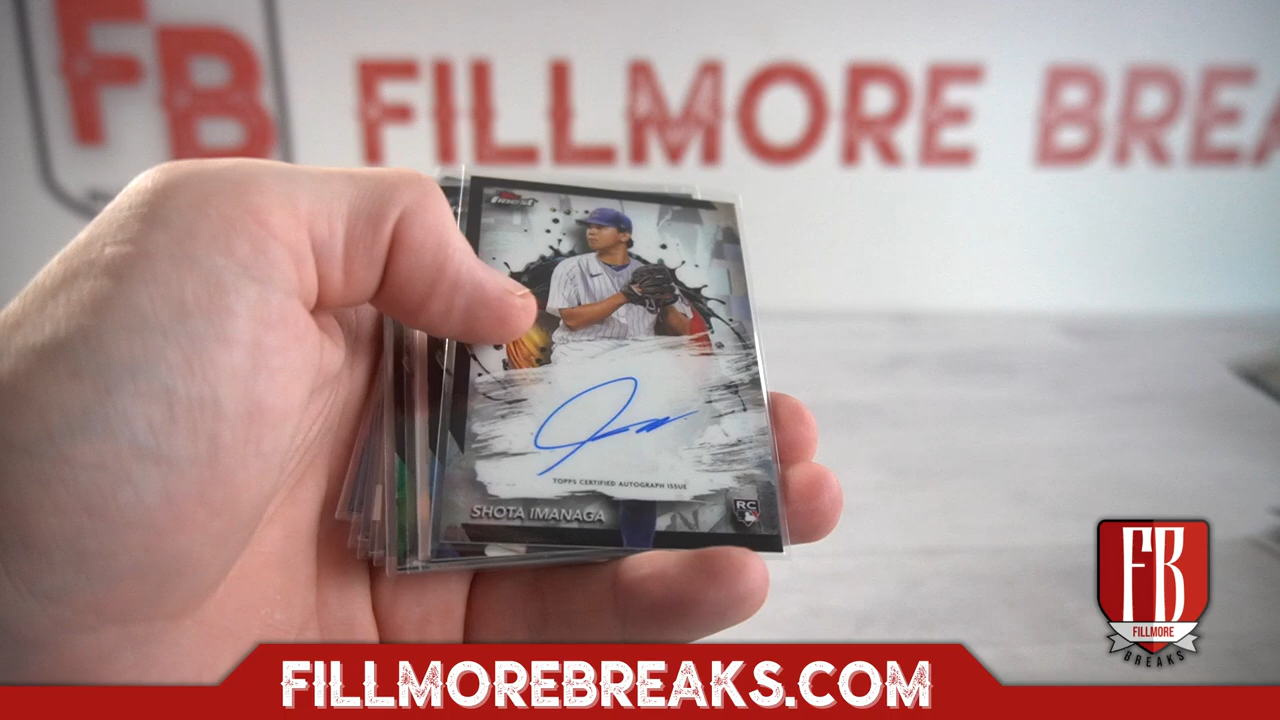 FB
FILLMORE BREA
finest
TOPPS CERTIFIED AUTOGRAPH ISSUE
SHOTA IMANAGA
RC
FB
FILLMORE
BREAKS
FILLMOREBREAKS.COM